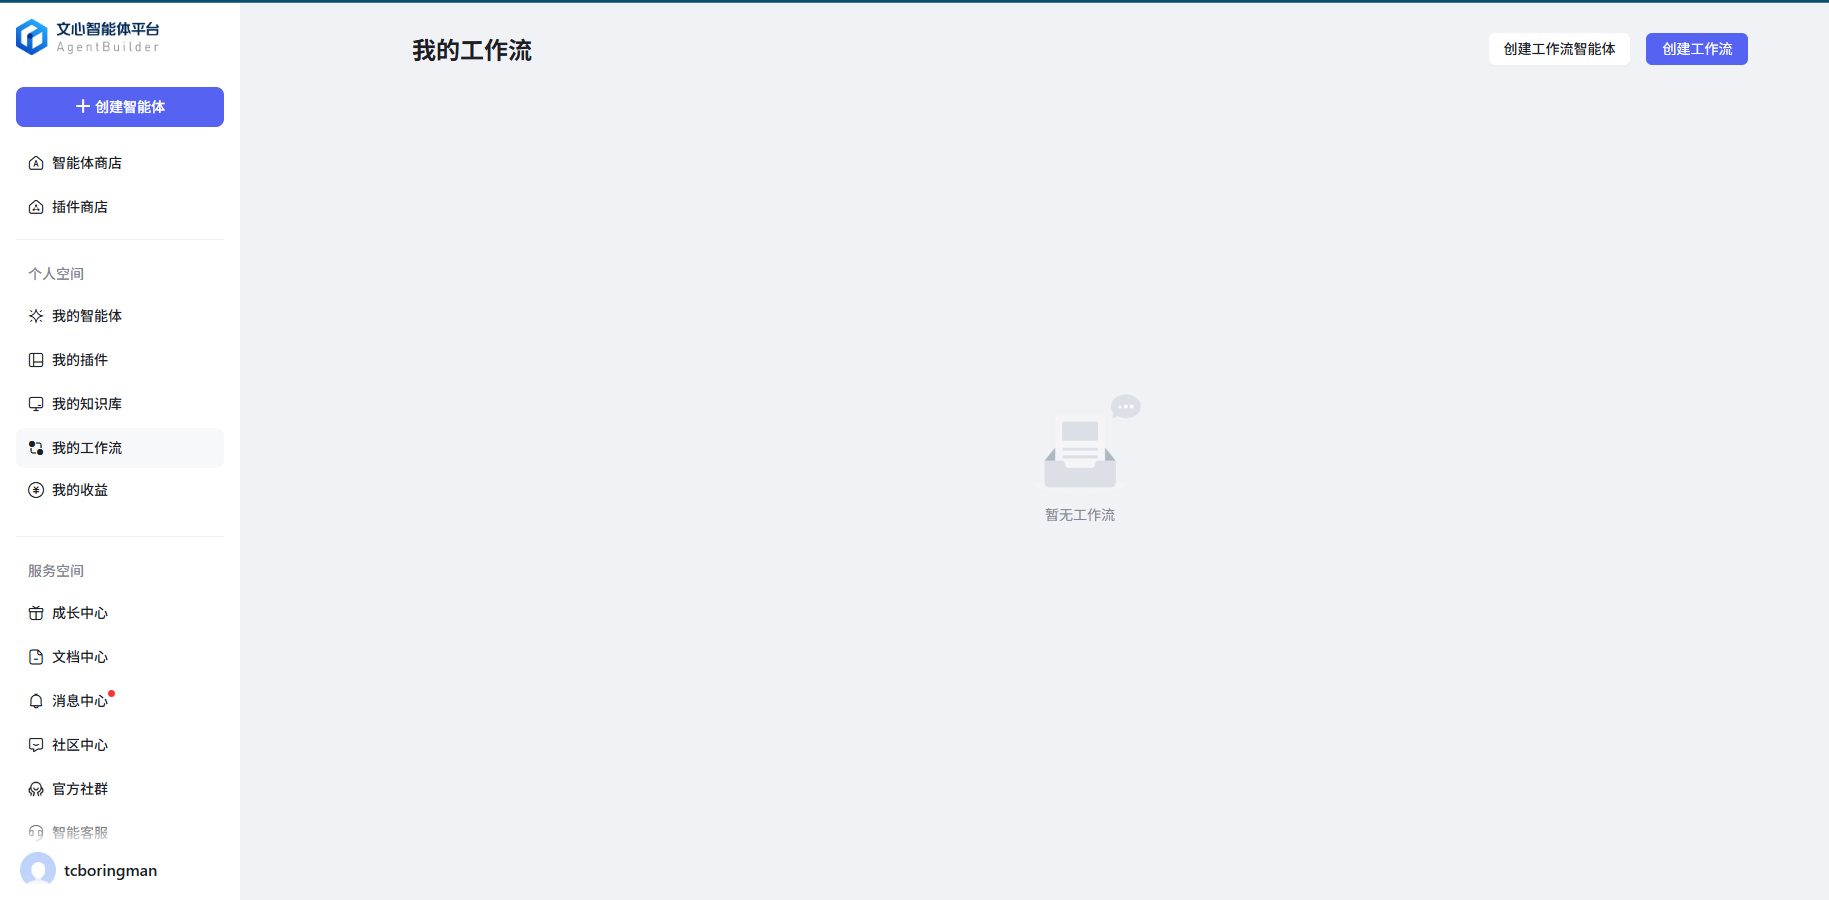 文心智能体平台
AgentBuilder
创建智能体
智能体商店
插件商店
个人空间
我的智能体
我的插件
我的知识库
我的工作流
我的收益
服务空间
成长中心
文档中心
消息中心
社区中心
官方社群
智能客服
tcboringman
我的工作流
创建工作流智能体
创建工作流
暂无工作流